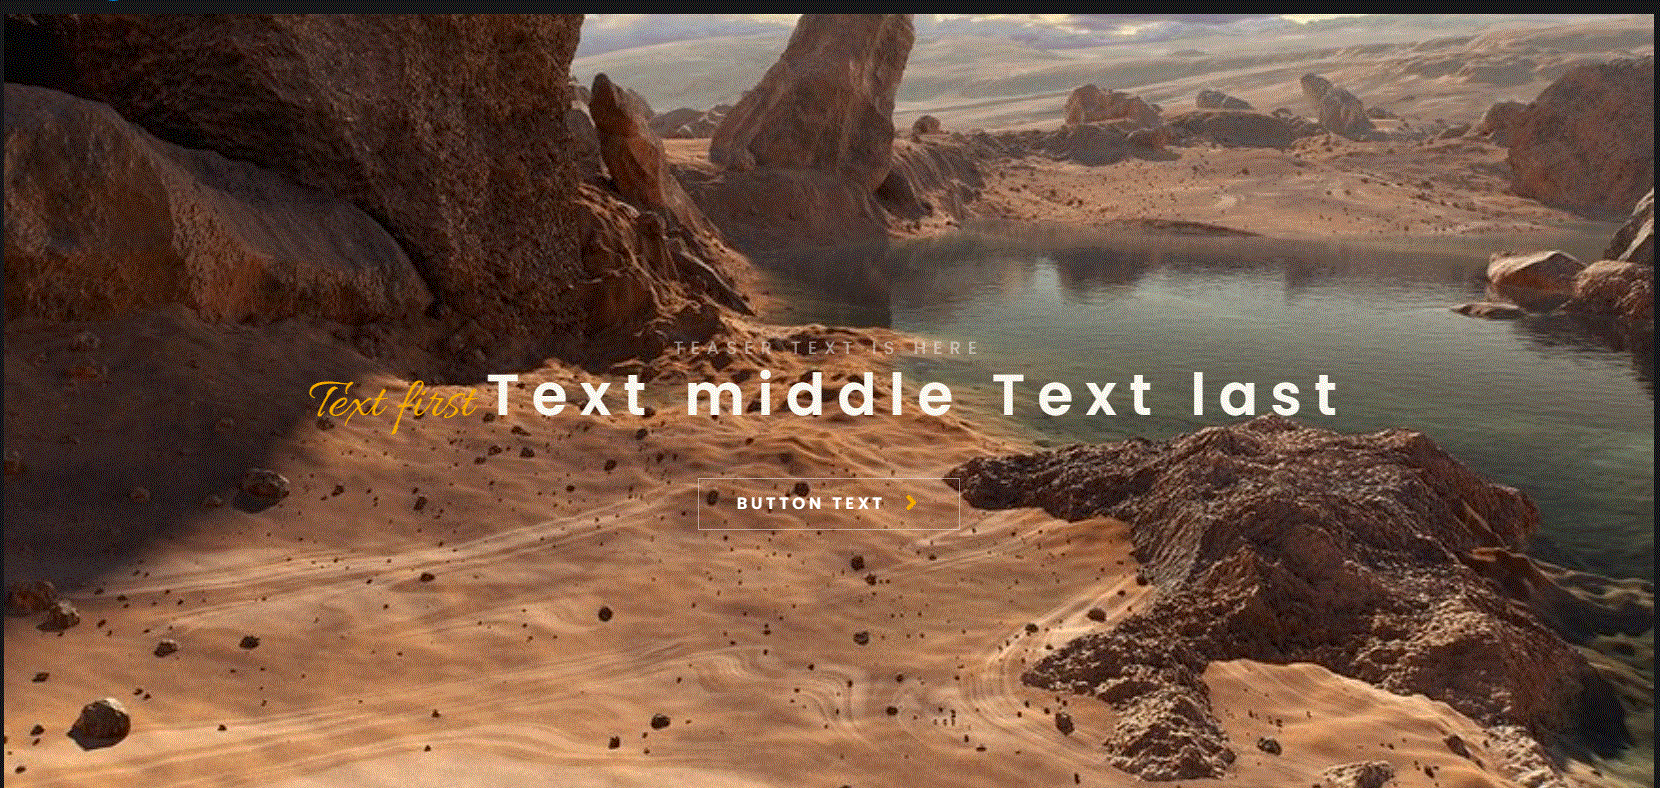 TEASER TEXT IS HERE
Text first Text middle Text last
BUTTON TEXT